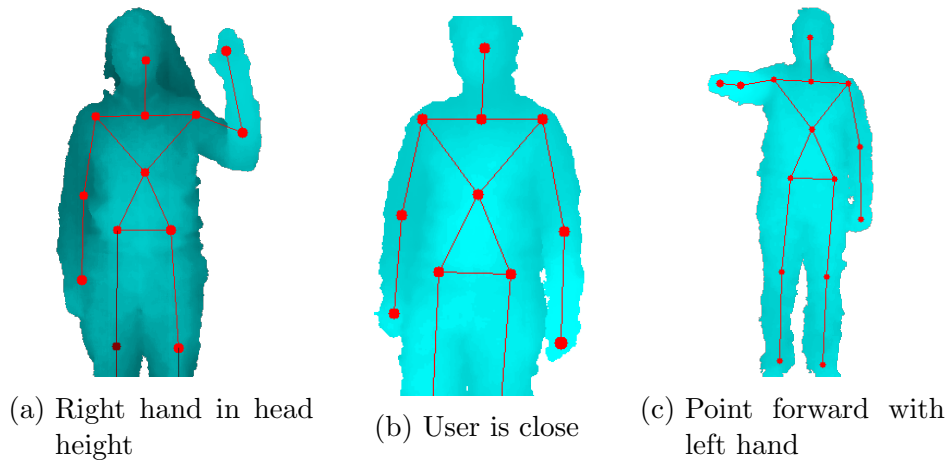 (a) Right hand in head
height
(b) User is close
(c) Point forward with
left hand